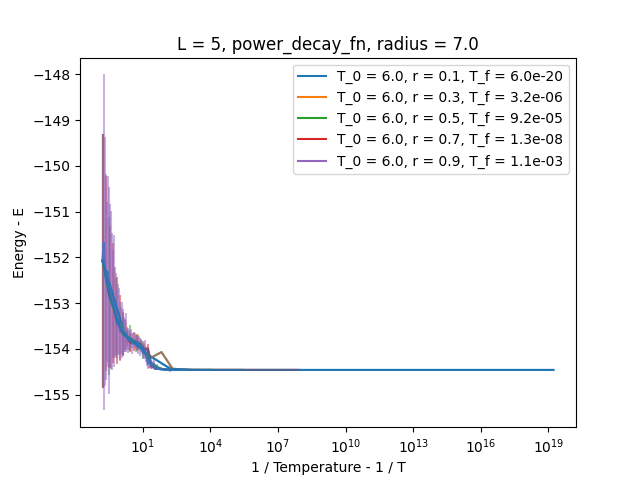 L = 5, power_decay_fn, radius = 7.0
−148
−149
−150
−151
−152
−153
−154
−155
Energy - E
T_0 = 6.0, r = 0.1, T_f = 6.0e-20
T_0 = 6.0, r = 0.3, T_f = 3.2e-06
T_0 = 6.0, r = 0.5, T_f = 9.2e-05
T_0 = 6.0, r = 0.7, T_f = 1.3e-08
T_0 = 6.0, r = 0.9, T_f = 1.1e-03
10¹ 10⁴ 10⁷ 10¹⁰ 10¹³ 10¹⁶ 10¹⁹
1 / Temperature - 1 / T